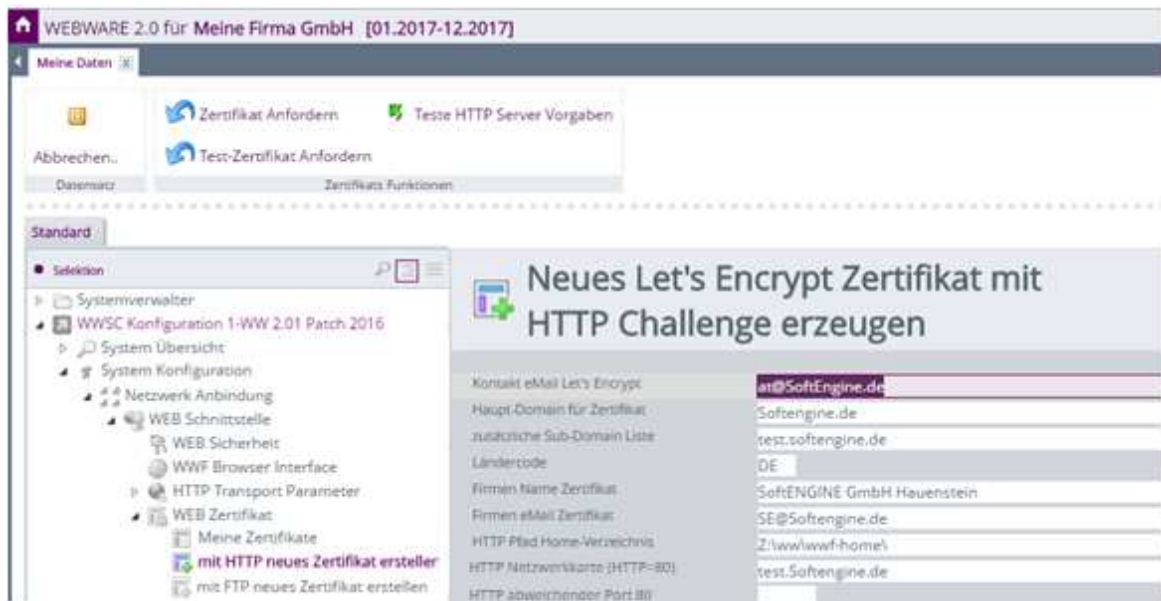 WEBWARE 2.0 für Meine Firma GmbH [01.2017-12.2017]
Meine Daten x
Zertifikat Anfordern
Teste HTTP Server Vorgaben
Abbrechen..
Test-Zertifikat Anfordern
Datensatz
Zertifikats Funktionen
Standard
Selektion
Systemverwalter
WWSC Konfiguration 1-WW 2.01 Patch 2016
System Übersicht
System Konfiguration
Netzwerk Anbindung
WEB Schnittstelle
WEB Sicherheit
WWF Browser Interface
HTTP Transport Parameter
WEB Zertifikat
Meine Zertifikate
mit HTTP neues Zertifikat ersteller
mit FTP neues Zertifikat erstellen
Neues Let's Encrypt Zertifikat mit
HTTP Challenge erzeugen
Kontakt eMail Let's Encrypt at@SoftEngine.de
Haupt-Domain für Zertifikat Softengine.de
zusätzliche Sub-Domain Liste test.softengine.de
Ländercode DE
Firmen Name Zertifikat SoftENGINE GmbH Hauenstein
Firmen eMail Zertifikat SE@Softengine.de
HTTP Pfad Home-Verzeichnis Z:\ww\wwf-home\
HTTP Netzwerkkarte (HTTP=80) test.Softengine.de
HTTP abweichender Port 80